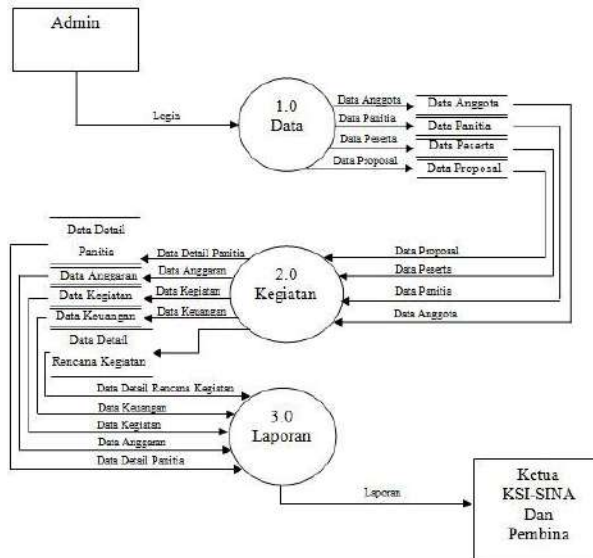 Admin
Login
1.0
Data
Data Anggota
Data Panitia
Data Peserta
Data Proposal
Data Anggota
Data Panitia
Data Peserta
Data Proposal
Data Detail
Panitia
Data Anggaran
Data Kegiatan
Data Keuangan
Data Detail
Rencana Kegiatan
Data Detail Panitia
Data Anggaran
Data Kegiatan
Data Keuangan
2.0
Kegiatan
Data Proposal
Data Peserta
Data Panitia
Data Anggota
Data Detail Rencana Kegiatan
Data Keuangan
Data Kegiatan
Data Anggaran
Data Detail Panitia
3.0
Laporan
Laporan
Ketua
KSI-SINA
Dan
Pembina